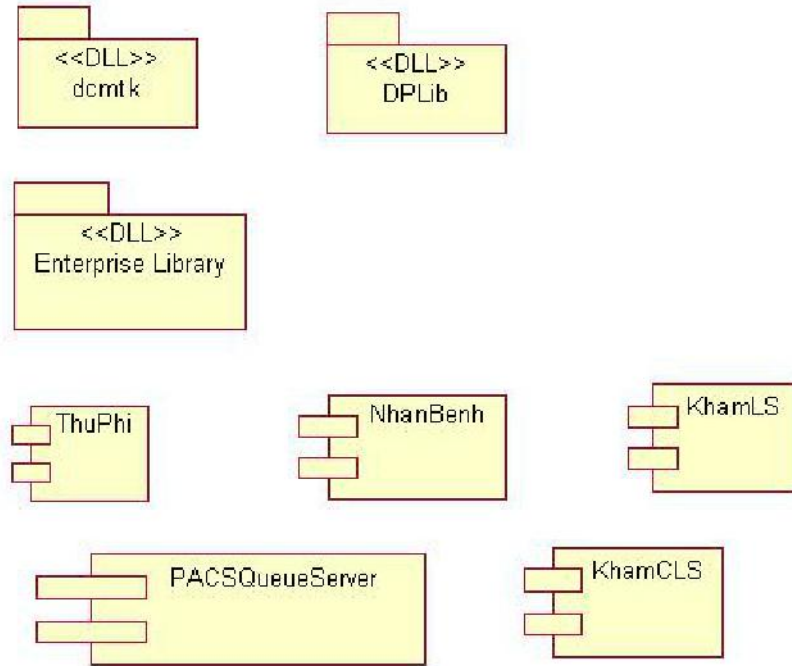 <<DLL>>
dcmtk
<<DLL>>
DPLib
<<DLL>>
Enterprise Library
ThuPhi
NhanBenh
KhamLS
PACSQueueServer
KhamCLS